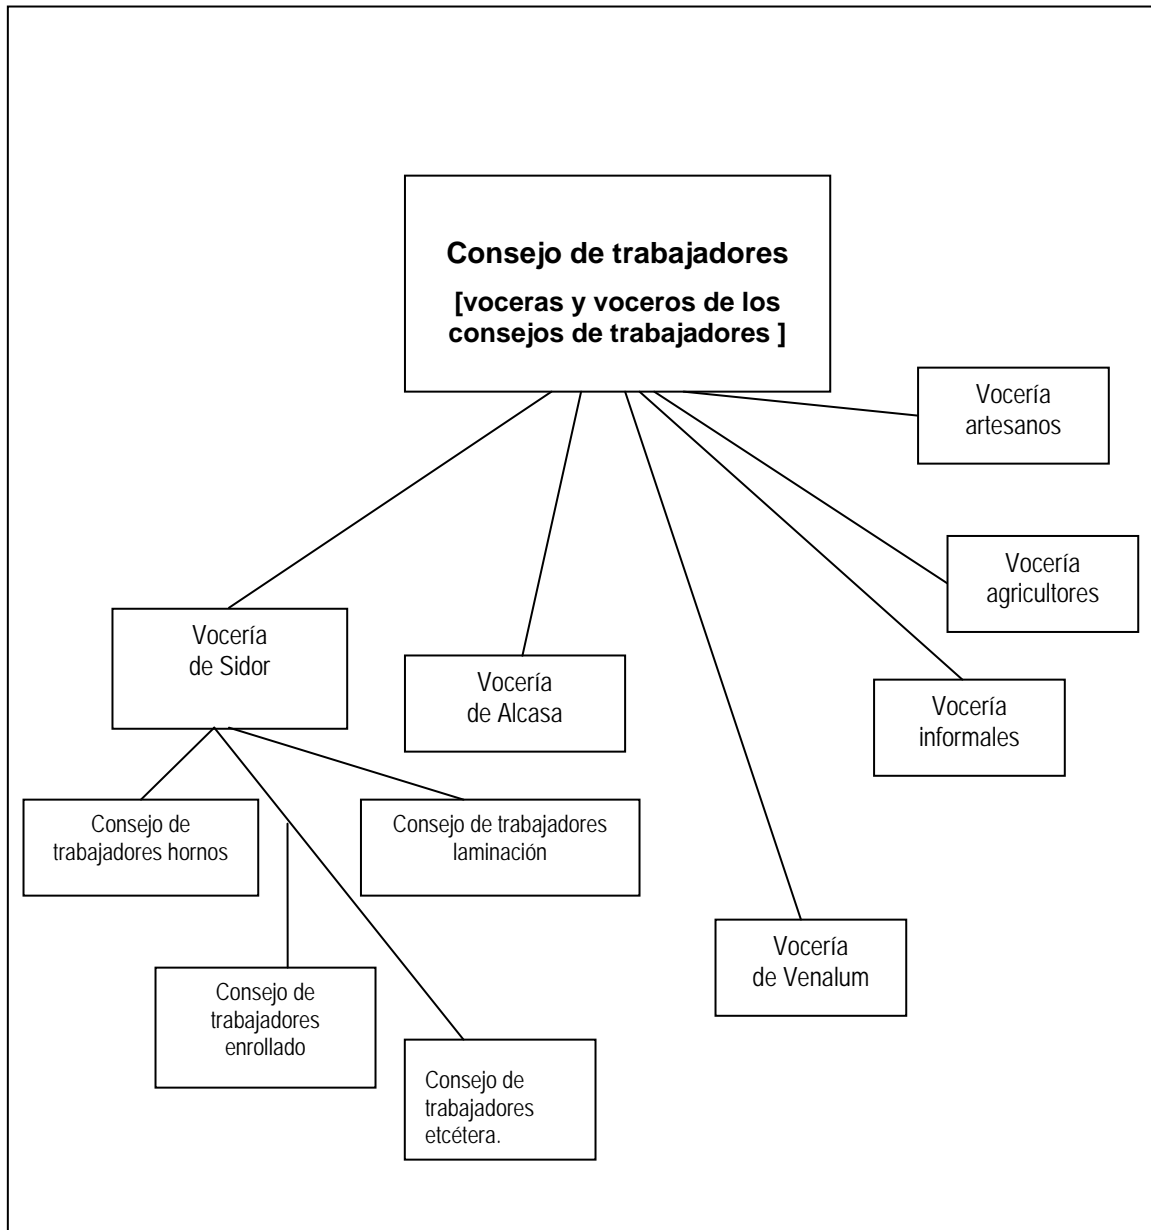 Consejo de trabajadores
[voceras y voceros de los
consejos de trabajadores ]
Vocería
artesanos
Vocería
agricultores
Vocería
de Sidor
Vocería
de Alcasa
Vocería
informales
Consejo de
trabajadores hornos
Consejo de trabajadores
laminación
Vocería
de Venalum
Consejo de
trabajadores
enrollado
Consejo de
trabajadores
etcétera.